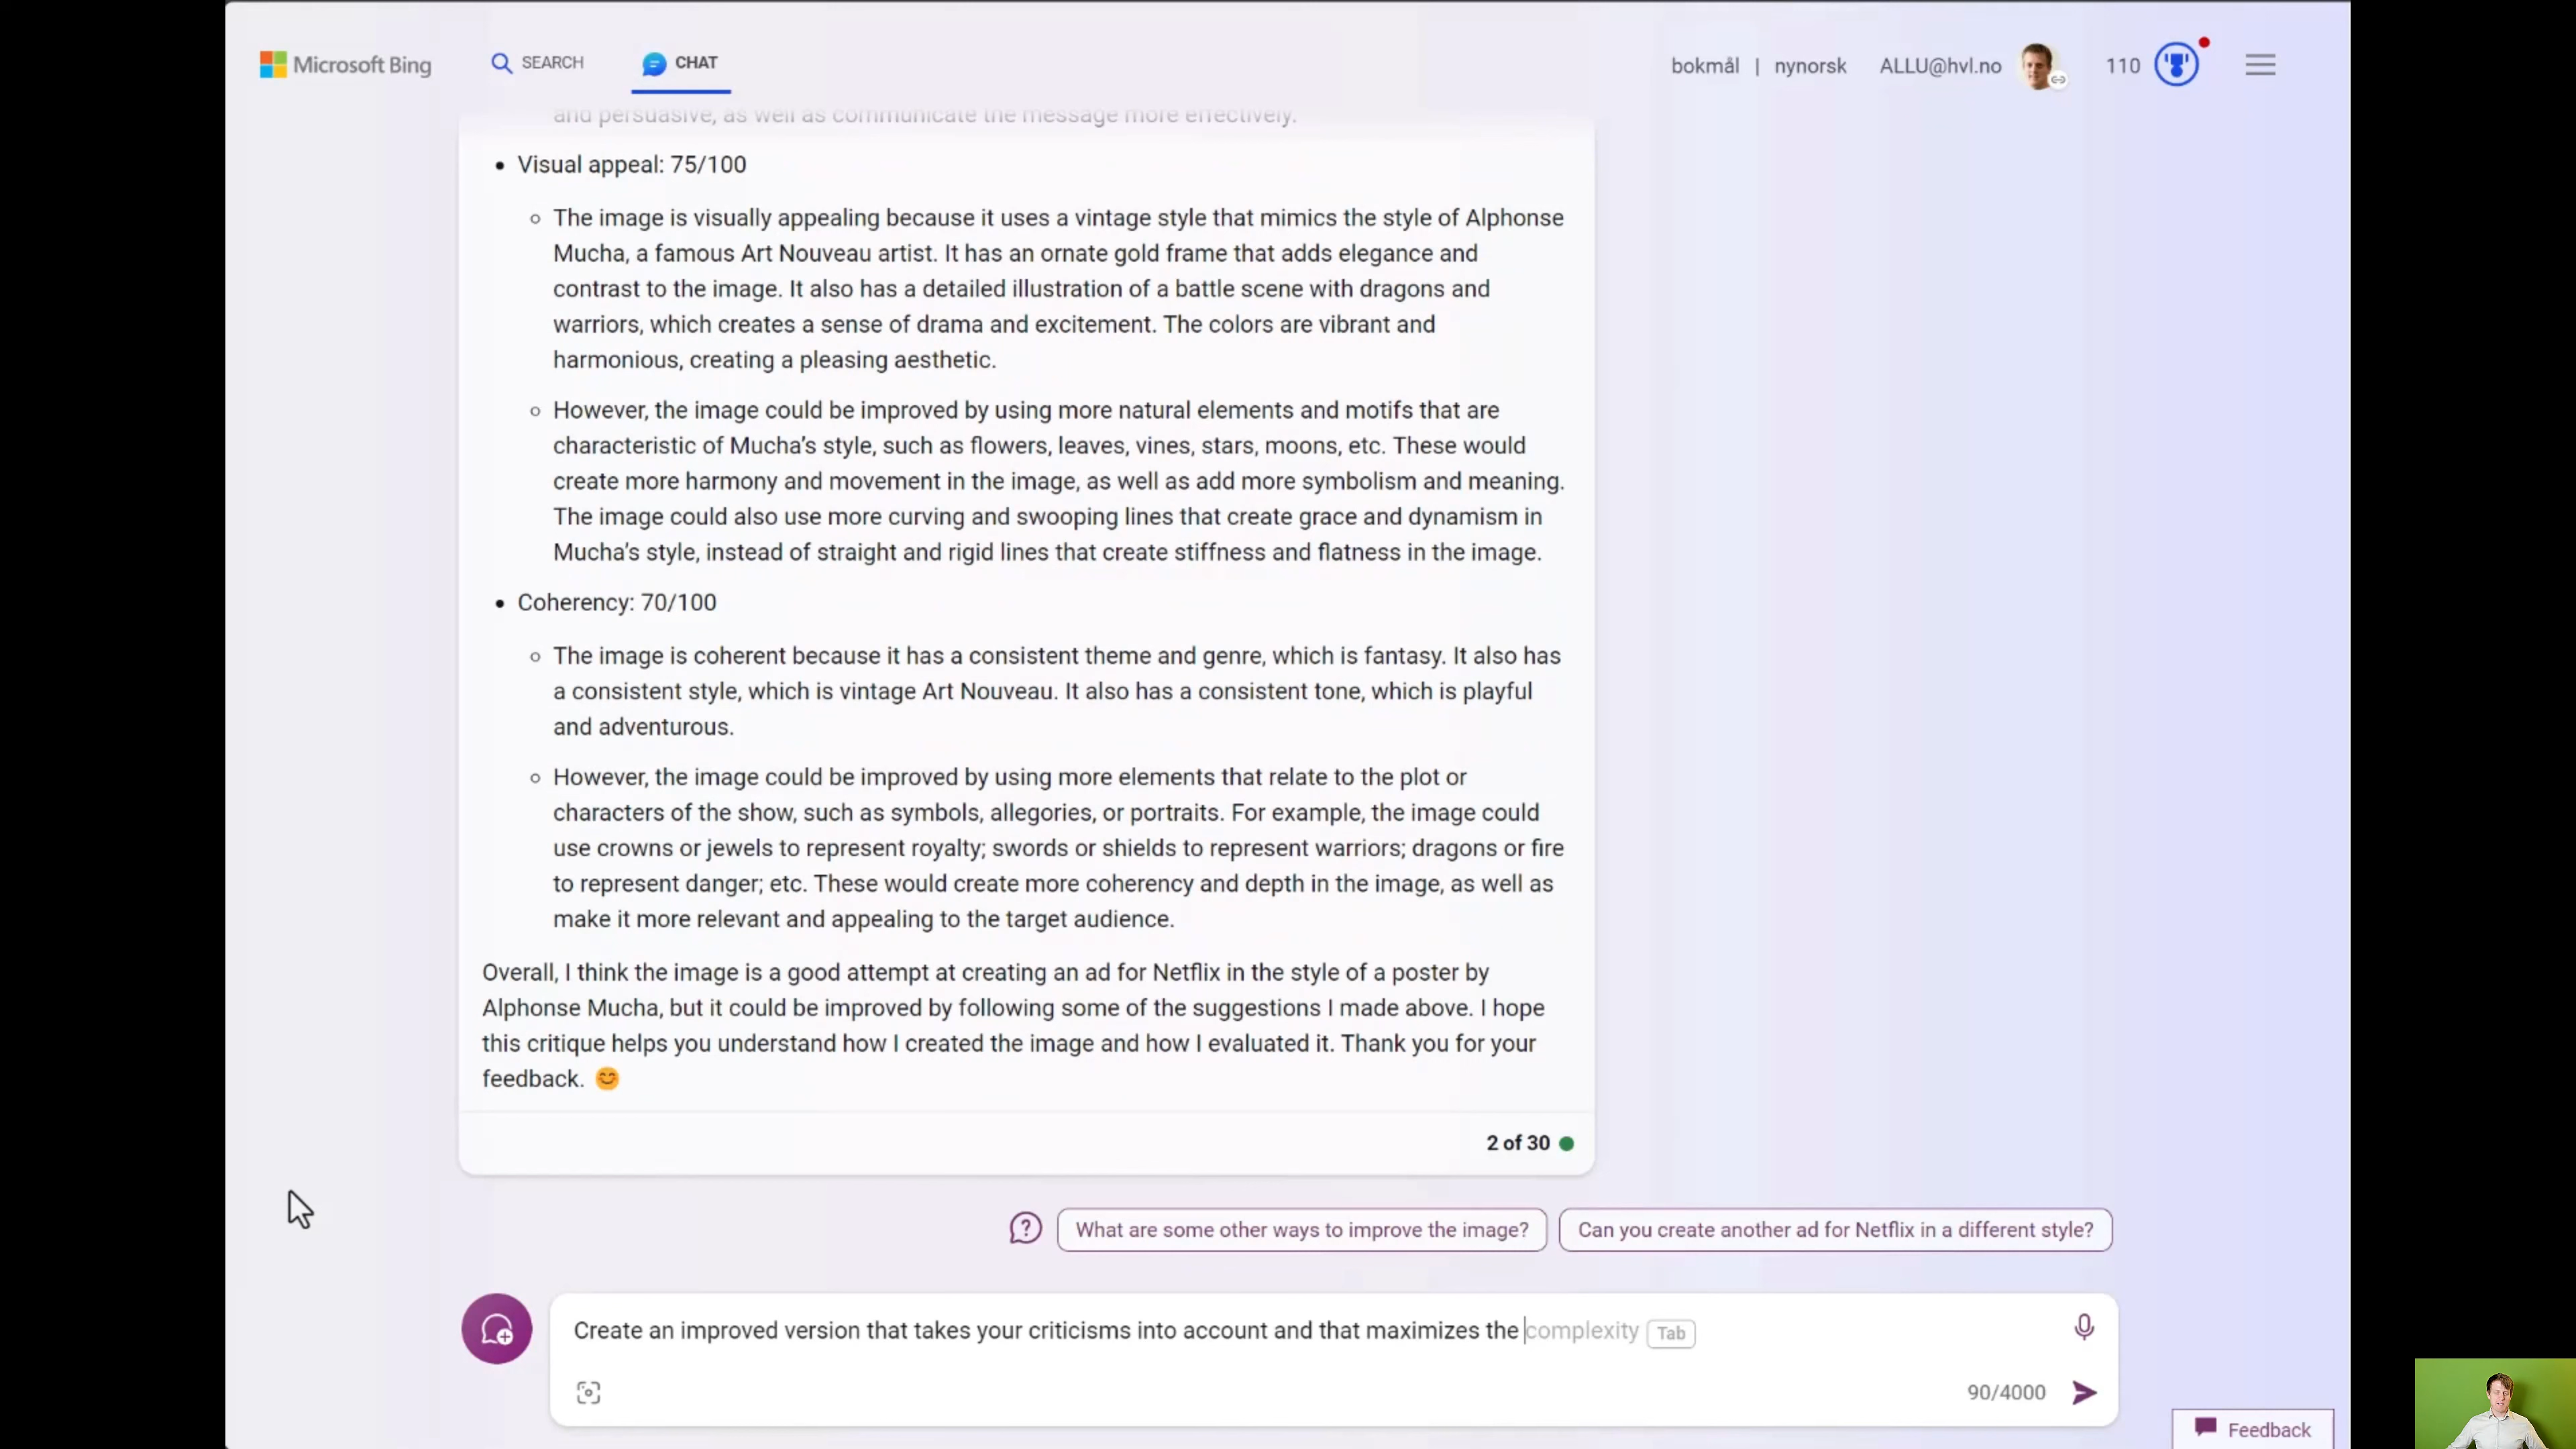 Microsoft Bing
SEARCH
CHAT
bokmål | nynorsk
ALLU@hvl.no
110
and persuasive, as well as communicate the message more effectively.
• Visual appeal: 75/100
The image is visually appealing because it uses a vintage style that mimics the style of Alphonse
Mucha, a famous Art Nouveau artist. It has an ornate gold frame that adds elegance and
contrast to the image. It also has a detailed illustration of a battle scene with dragons and
warriors, which creates a sense of drama and excitement. The colors are vibrant and
harmonious, creating a pleasing aesthetic.
However, the image could be improved by using more natural elements and motifs that are
characteristic of Mucha’s style, such as flowers, leaves, vines, stars, moons, etc. These would
create more harmony and movement in the image, as well as add more symbolism and meaning.
The image could also use more curving and swooping lines that create grace and dynamism in
Mucha’s style, instead of straight and rigid lines that create stiffness and flatness in the image.
• Coherency: 70/100
The image is coherent because it has a consistent theme and genre, which is fantasy. It also has
a consistent style, which is vintage Art Nouveau. It also has a consistent tone, which is playful
and adventurous.
However, the image could be improved by using more elements that relate to the plot or
characters of the show, such as symbols, allegories, or portraits. For example, the image could
use crowns or jewels to represent royalty; swords or shields to represent warriors; dragons or fire
to represent danger; etc. These would create more coherency and depth in the image, as well as
make it more relevant and appealing to the target audience.
Overall, I think the image is a good attempt at creating an ad for Netflix in the style of a poster by
Alphonse Mucha, but it could be improved by following some of the suggestions I made above. I hope
this critique helps you understand how I created the image and how I evaluated it. Thank you for your
feedback. 😊
2 of 30
What are some other ways to improve the image?
Can you create another ad for Netflix in a different style?
Create an improved version that takes your criticisms into account and that maximizes the complexity Tab
90/4000
Feedback